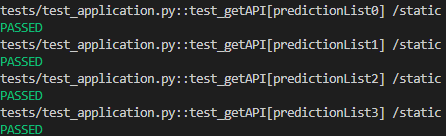 tests/test_application.py::test_getAPI[predictionList0] /static
PASSED
tests/test_application.py::test_getAPI[predictionList1] /static
PASSED
tests/test_application.py::test_getAPI[predictionList2] /static
PASSED
tests/test_application.py::test_getAPI[predictionList3] /static
PASSED